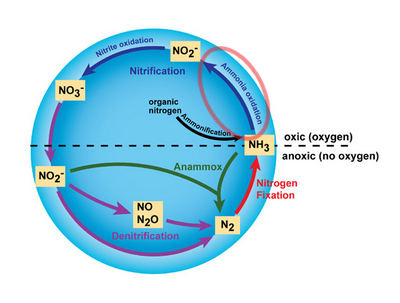 NO2-
Nitrite oxidation
Nitrification
Ammonia oxidation
NO3-
organic
nitrogen
Ammonification
NH3
oxic (oxygen)
anoxic (no oxygen)
NO2-
Anammox
Nitrogen
Fixation
NO
N2O
N2
Denitrification